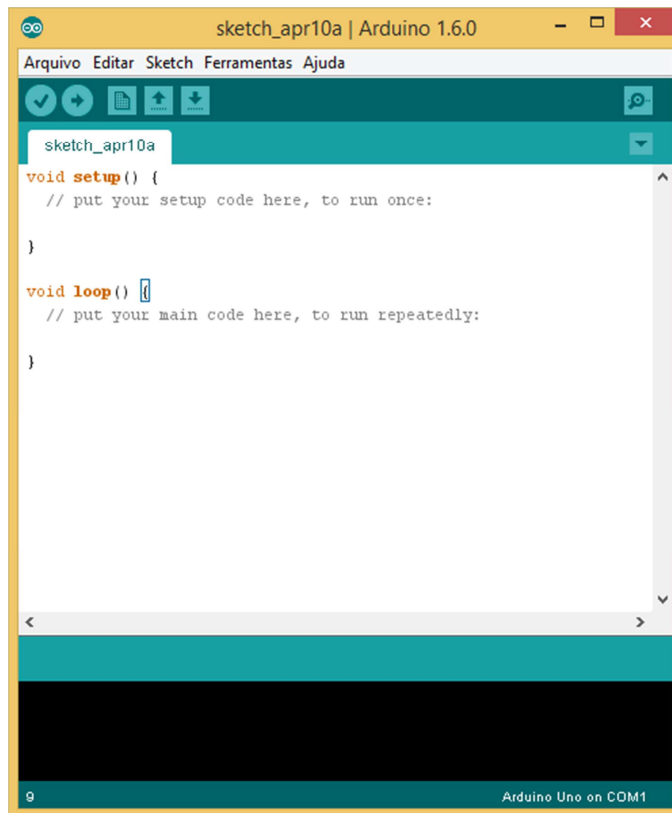 sketch_apr10a | Arduino 1.6.0
Arquivo Editar Sketch Ferramentas Ajuda
sketch_apr10a
void setup() {
  // put your setup code here, to run once:
}
void loop() {
  // put your main code here, to run repeatedly:
}
9 Arduino Uno on COM1